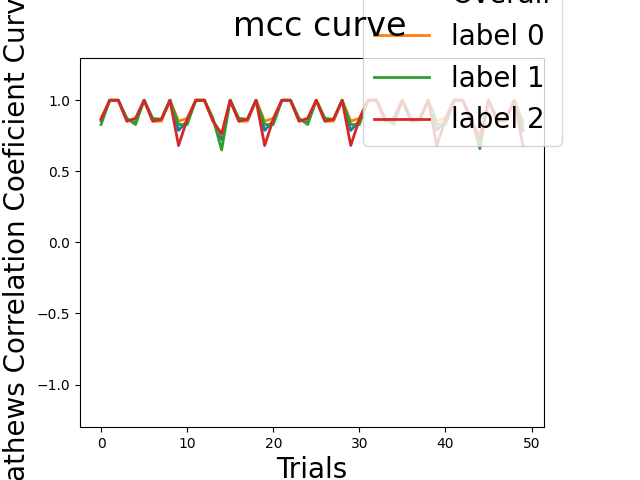 mcc curve
Overall
label 0
label 1
label 2
athews Correlation Coeficient Curv
1.0
0.5
0.0
−0.5
−1.0
0 10 20 30 40 50
Trials